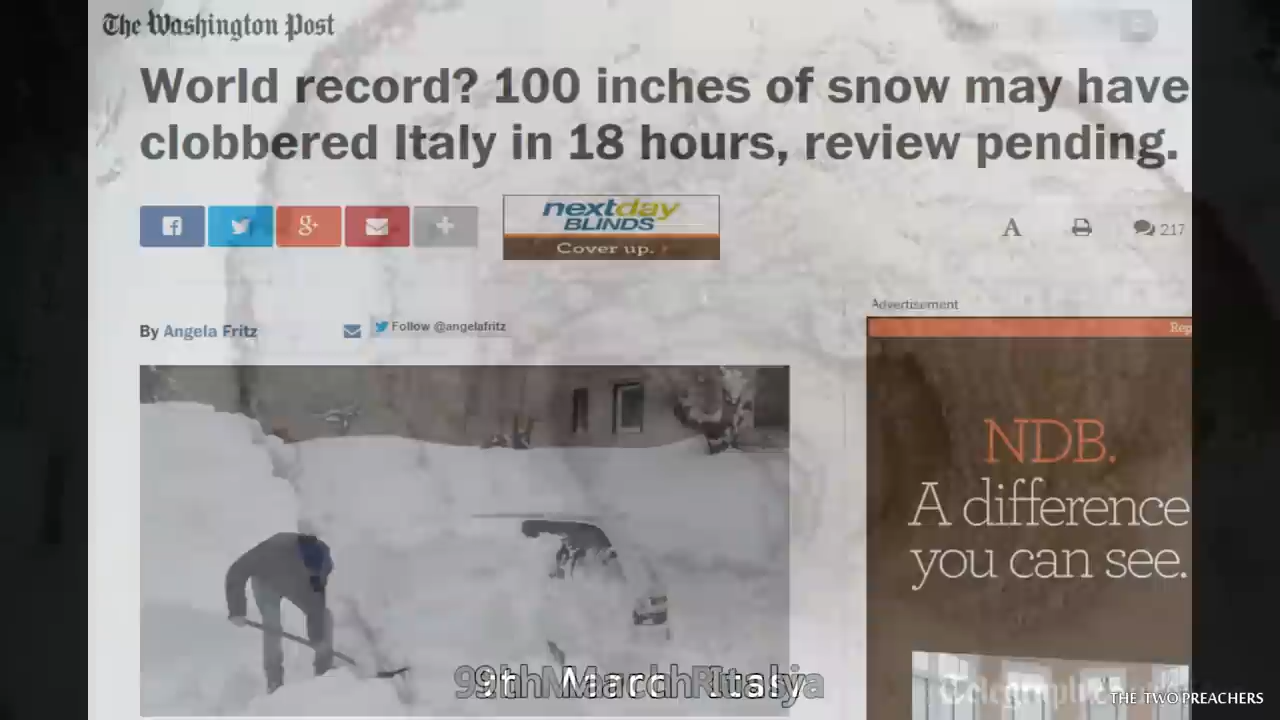 The Washington Post
World record? 100 inches of snow may have
clobbered Italy in 18 hours, review pending.
g+
nextday
BLINDS
Cover up.
A
217
Advertisement
By Angela Fritz
Follow @angelafritz
Rep
NDB.
A difference
you can see.
March
THE TWO PREACHERS